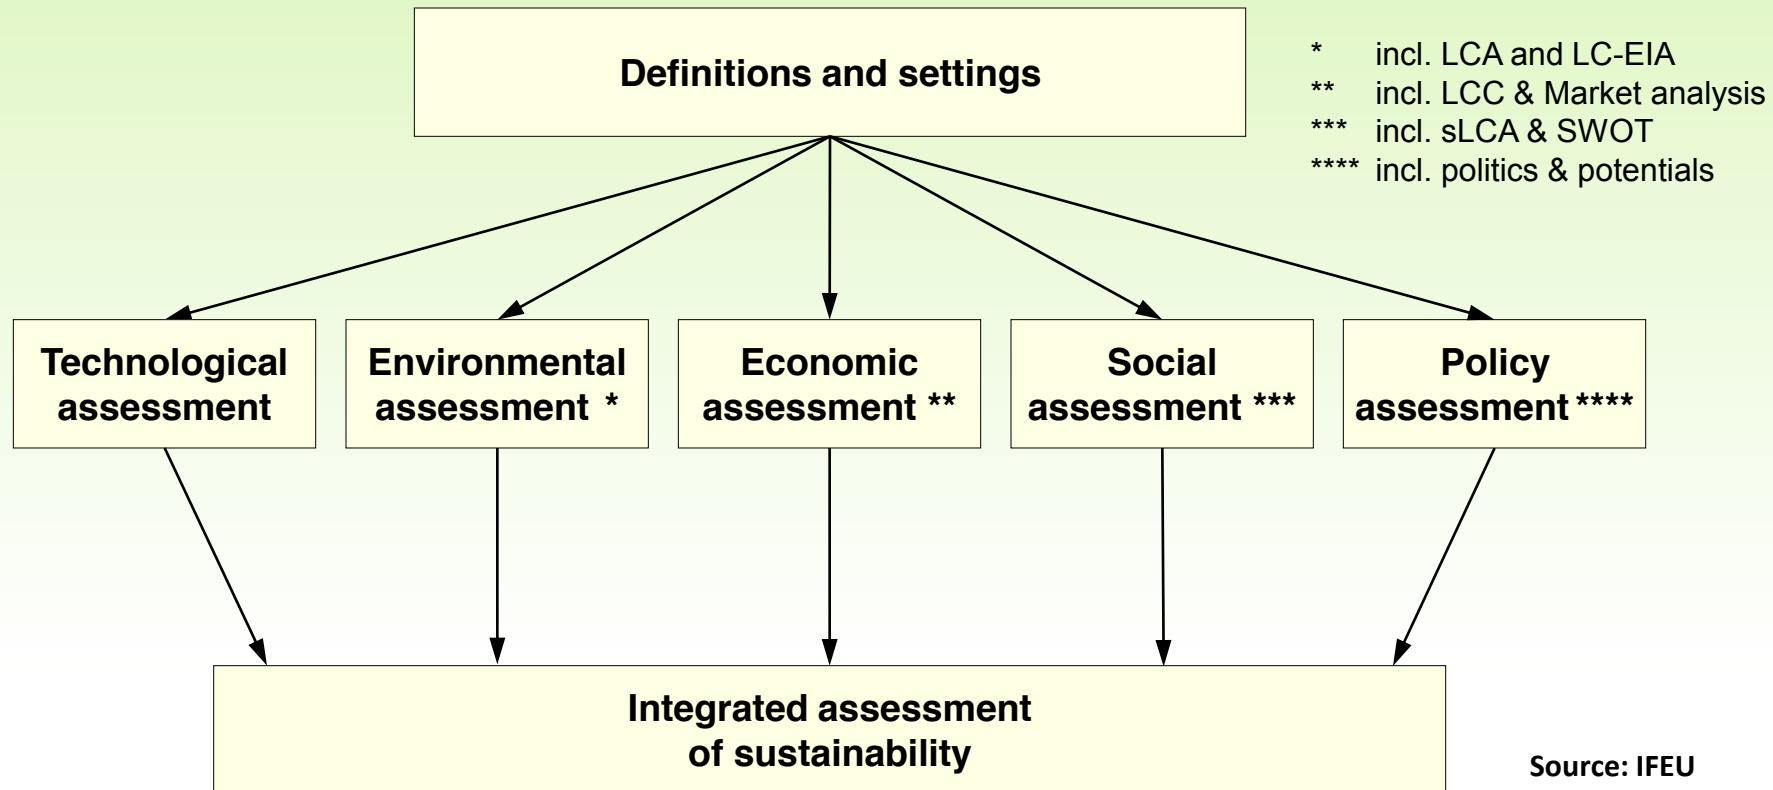 Definitions and settings
* incl. LCA and LC-EIA
** incl. LCC & Market analysis
*** incl. sLCA & SWOT
**** incl. politics & potentials
Technological
assessment
Environmental
assessment *
Economic
assessment **
Social
assessment ***
Policy
assessment ****
Integrated assessment
of sustainability
Source: IFEU